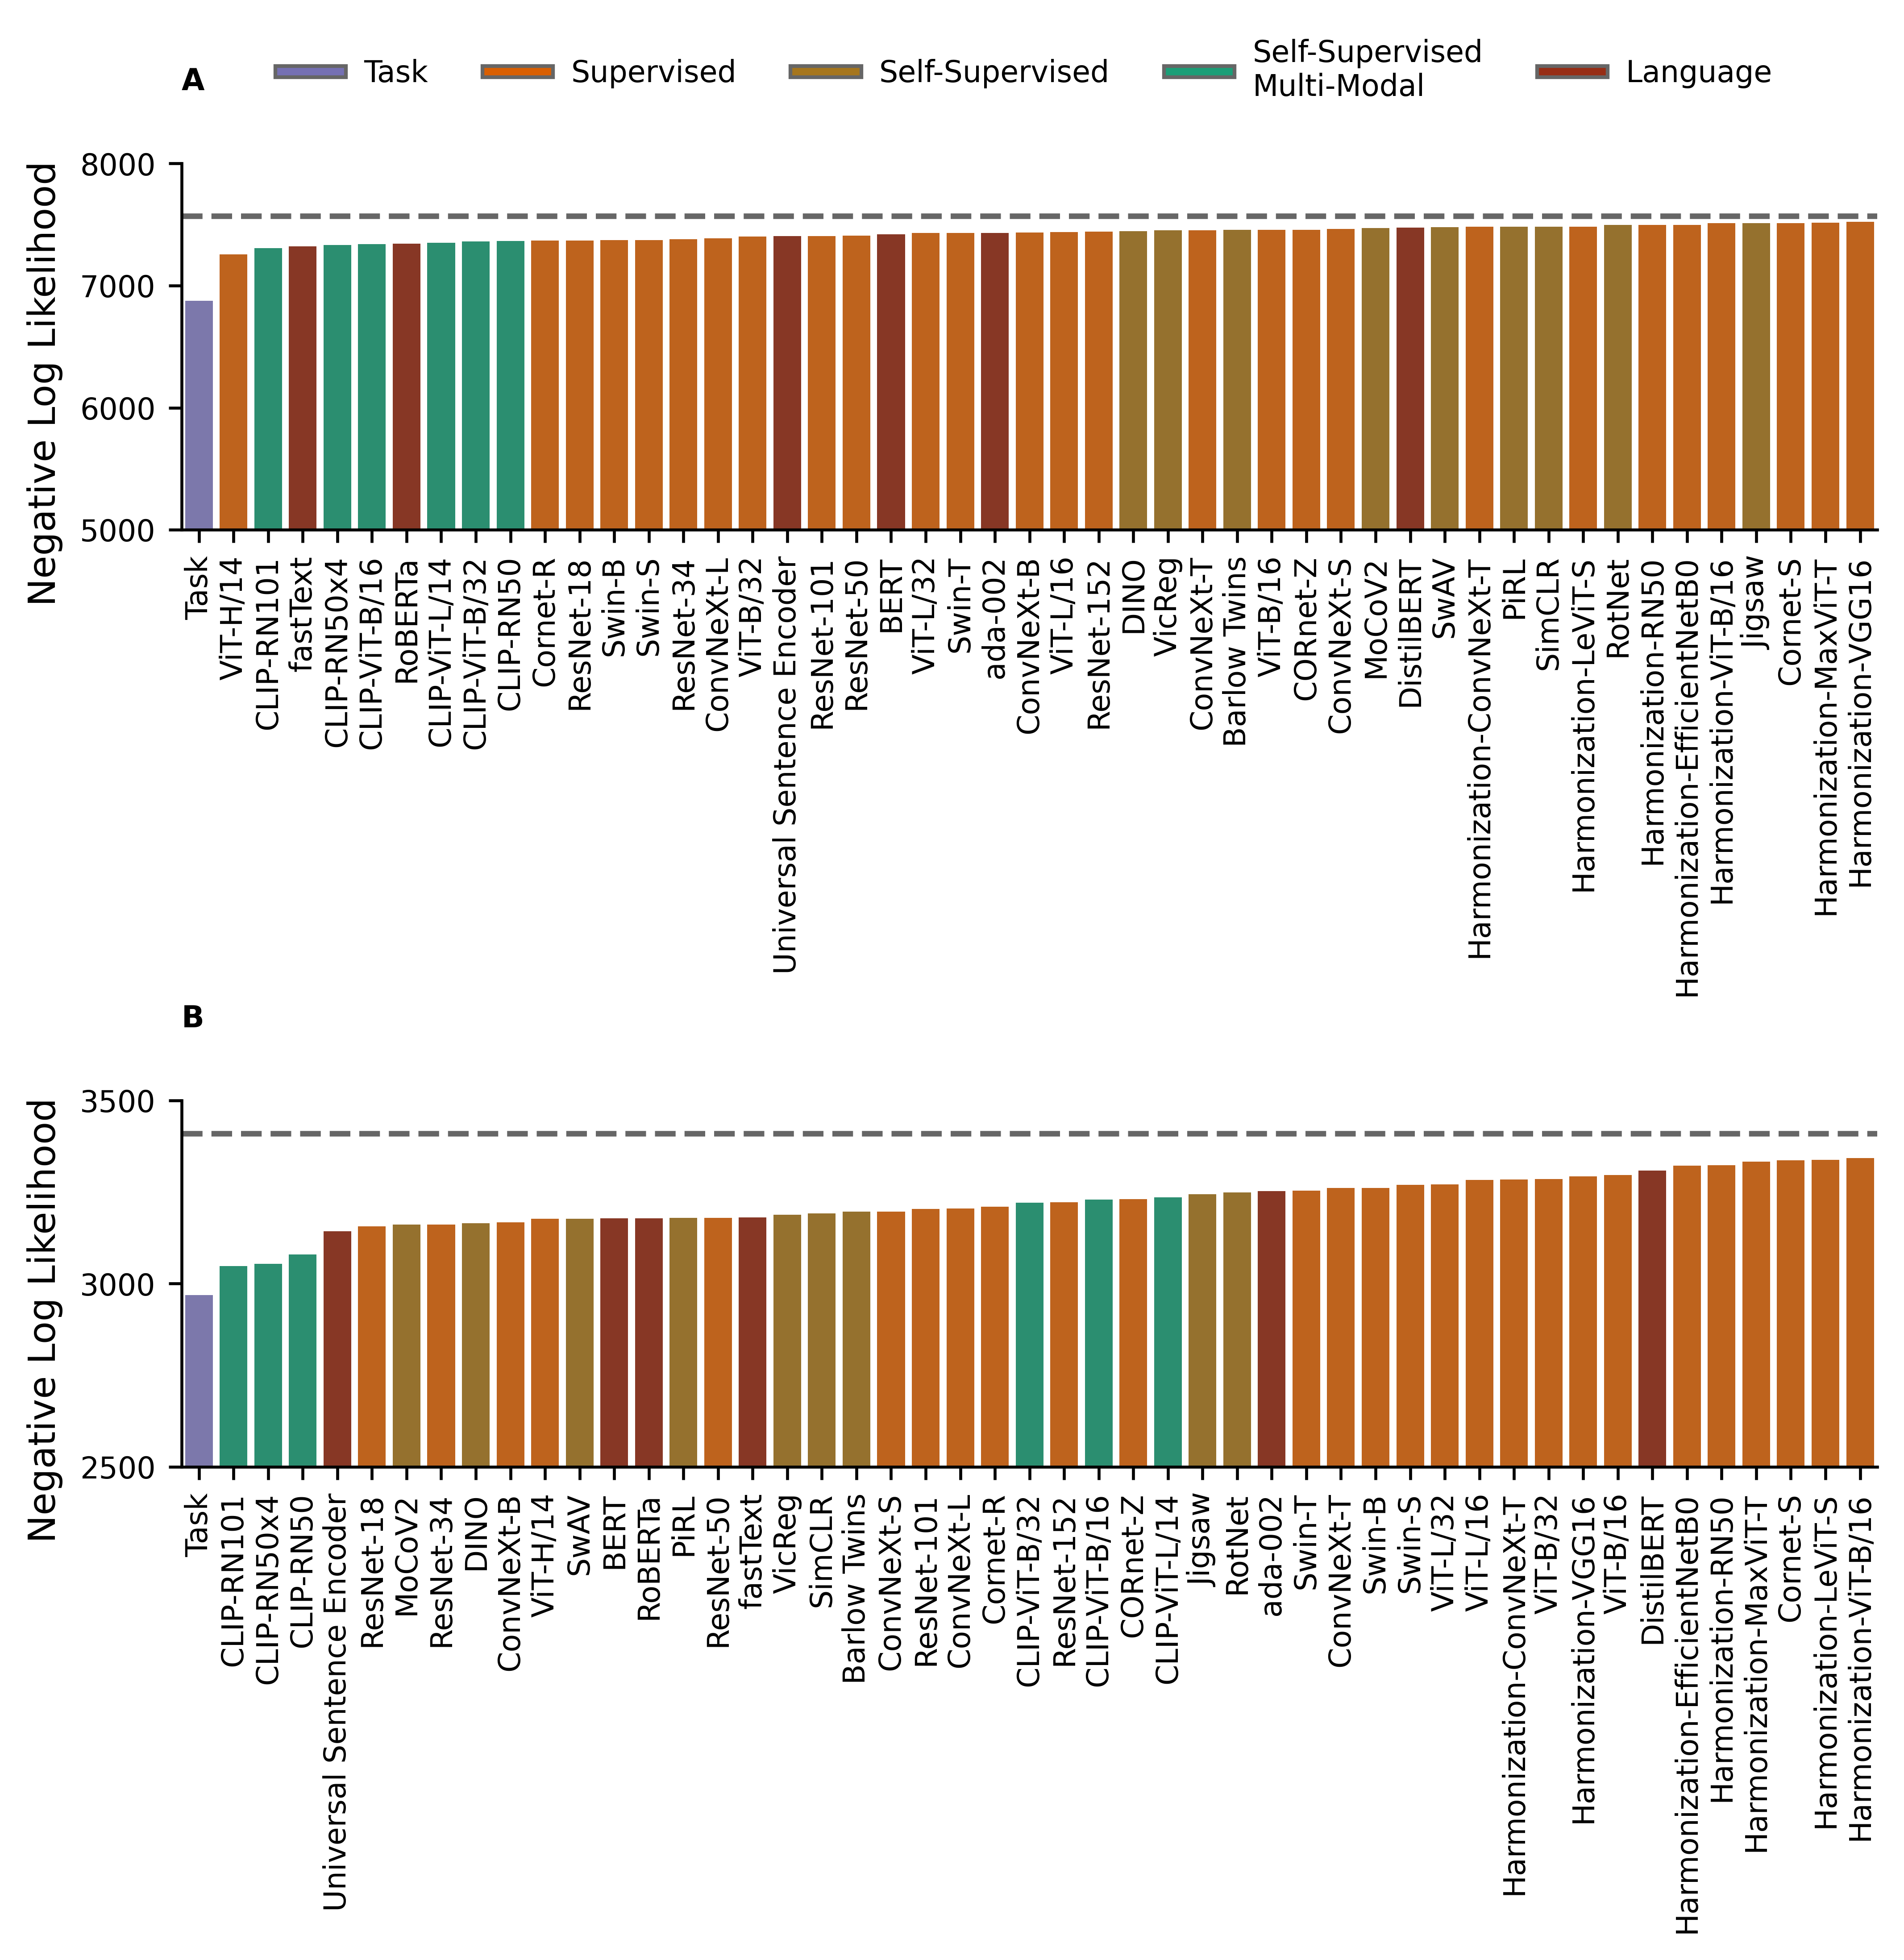 A
Task
Supervised
Self-Supervised
Self-Supervised
Multi-Modal
Language
Negative Log Likelihood
8000
7000
6000
5000
Task
ViT-H/14
CLIP-RN101
fastText
CLIP-RN50x4
CLIP-ViT-B/16
RoBERTa
CLIP-ViT-L/14
CLIP-ViT-B/32
CLIP-RN50
Cornet-R
ResNet-18
Swin-B
Swin-S
ResNet-34
ConvNeXt-L
ViT-B/32
Universal Sentence Encoder
ResNet-101
ResNet-50
BERT
ViT-L/32
Swin-T
ada-002
ConvNeXt-B
ViT-L/16
ResNet-152
DINO
VicReg
ConvNeXt-T
Barlow Twins
ViT-B/16
CORnet-Z
ConvNeXt-S
MoCoV2
DistilBERT
SwAV
Harmonization-ConvNeXt-T
PiRL
SimCLR
Harmonization-LeViT-S
RotNet
Harmonization-RN50
Harmonization-EfficientNetB0
Harmonization-ViT-B/16
Jigsaw
Cornet-S
Harmonization-MaxViT-T
Harmonization-VGG16
B
Negative Log Likelihood
3500
3000
2500
Task
CLIP-RN101
CLIP-RN50x4
CLIP-RN50
Universal Sentence Encoder
ResNet-18
MoCoV2
ResNet-34
DINO
ConvNeXt-B
ViT-H/14
SwAV
BERT
RoBERTa
PiRL
ResNet-50
fastText
VicReg
SimCLR
Barlow Twins
ConvNeXt-S
ResNet-101
ConvNeXt-L
Cornet-R
CLIP-ViT-B/32
ResNet-152
CLIP-ViT-B/16
CORnet-Z
CLIP-ViT-L/14
Jigsaw
RotNet
ada-002
Swin-T
ConvNeXt-T
Swin-B
Swin-S
ViT-L/32
ViT-L/16
Harmonization-ConvNeXt-T
ViT-B/32
Harmonization-VGG16
ViT-B/16
DistilBERT
Harmonization-EfficientNetB0
Harmonization-RN50
Harmonization-MaxViT-T
Cornet-S
Harmonization-LeViT-S
Harmonization-ViT-B/16